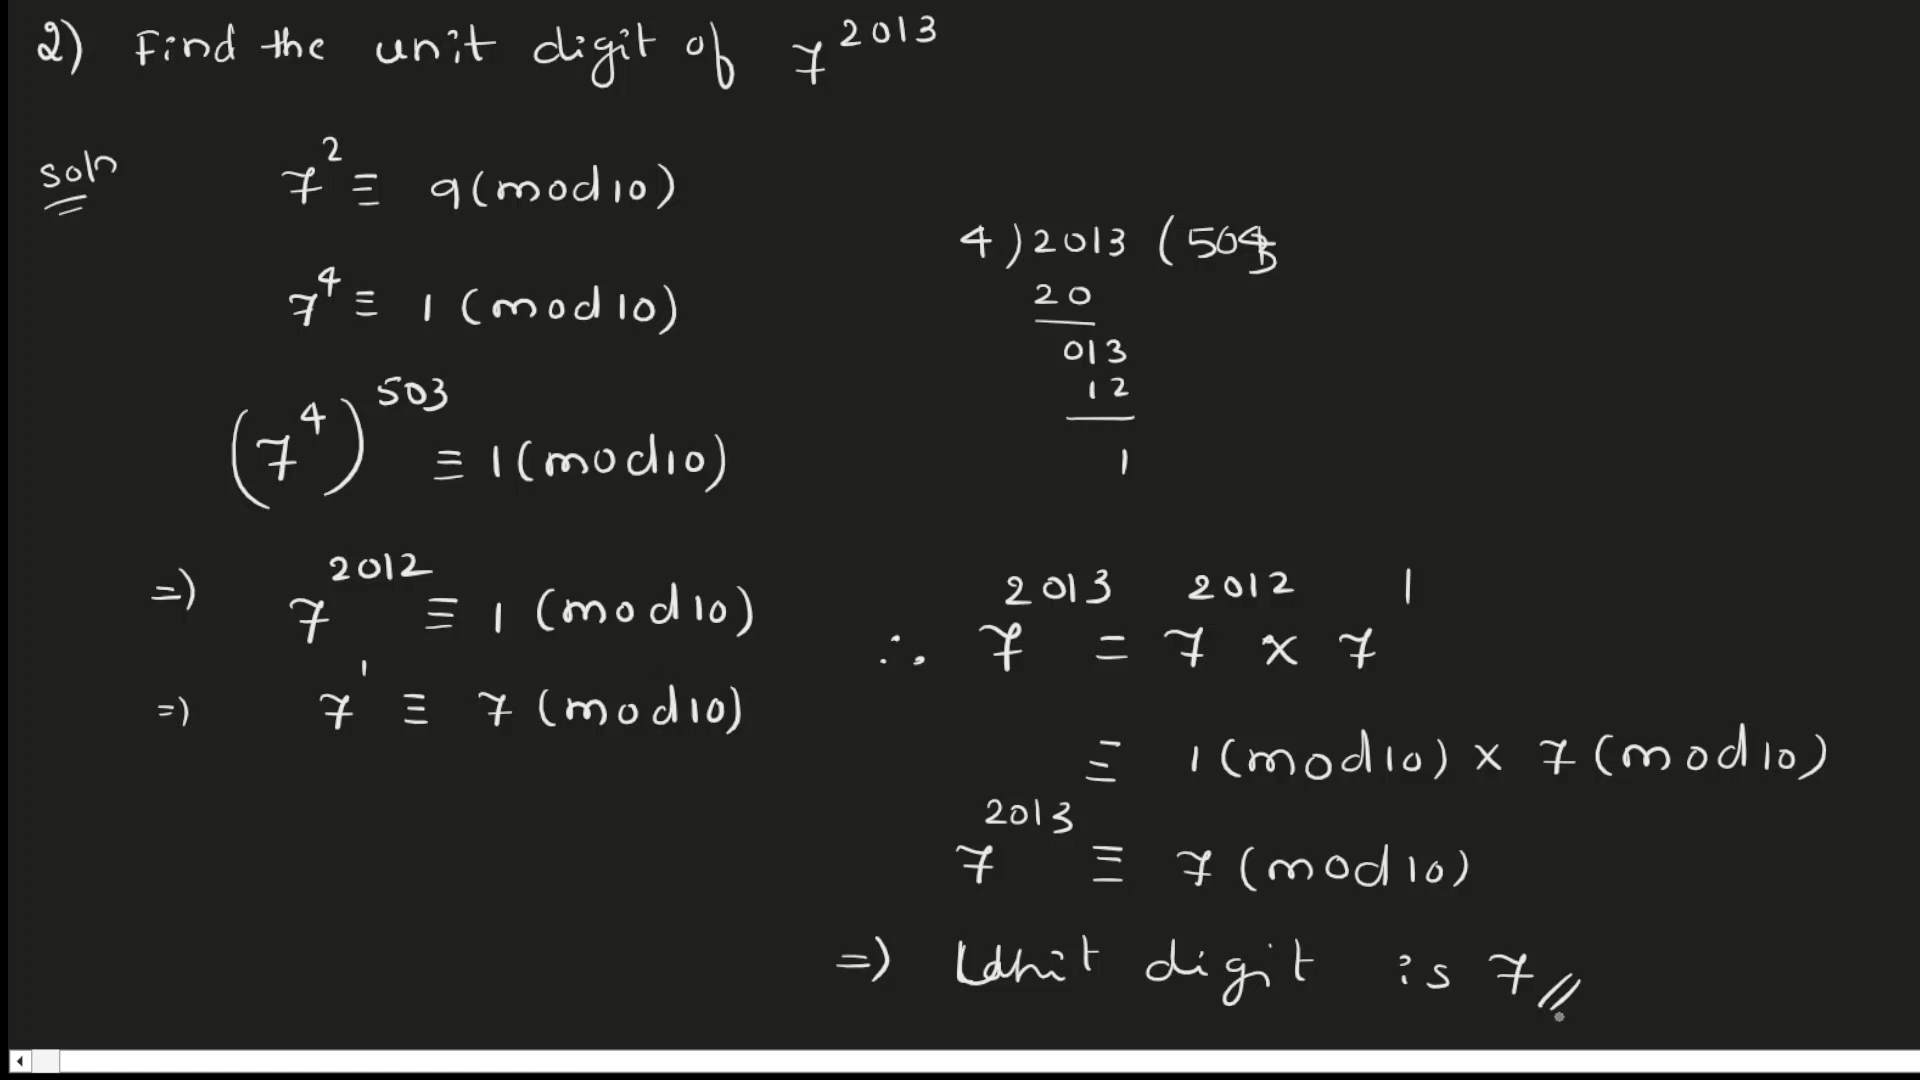 2) Find the unit digit of 7^2013
soln
7^2 ≡ 9(mod10)
7^4 ≡ 1(mod10)
(7^4)^503 ≡ 1(mod10)
=) 7^2012 ≡ 1(mod10)
=) 7^1 ≡ 7(mod10)
4)2013(503
20
013
12
1
∴ 7^2013 = 7^2012 × 7^1
≡ 1(mod10) × 7(mod10)
7^2013 ≡ 7(mod10)
=) Unit digit is 7//